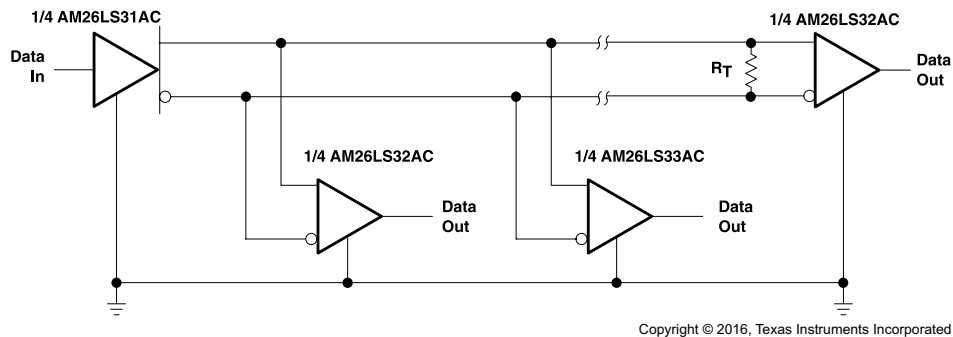 1/4 AM26LS31AC
1/4 AM26LS32AC
Data
In
RT
Data
Out
1/4 AM26LS32AC
1/4 AM26LS33AC
Data
Out
Data
Out
Copyright © 2016, Texas Instruments Incorporated